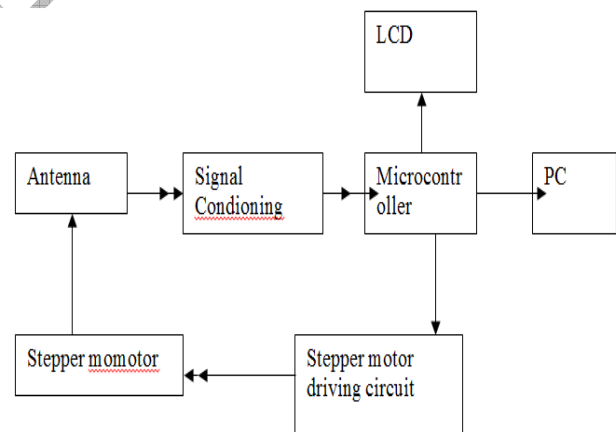 LCD
Antenna
Signal
Condioning
Microcontr
oller
PC
Stepper momotor
Stepper motor
driving circuit